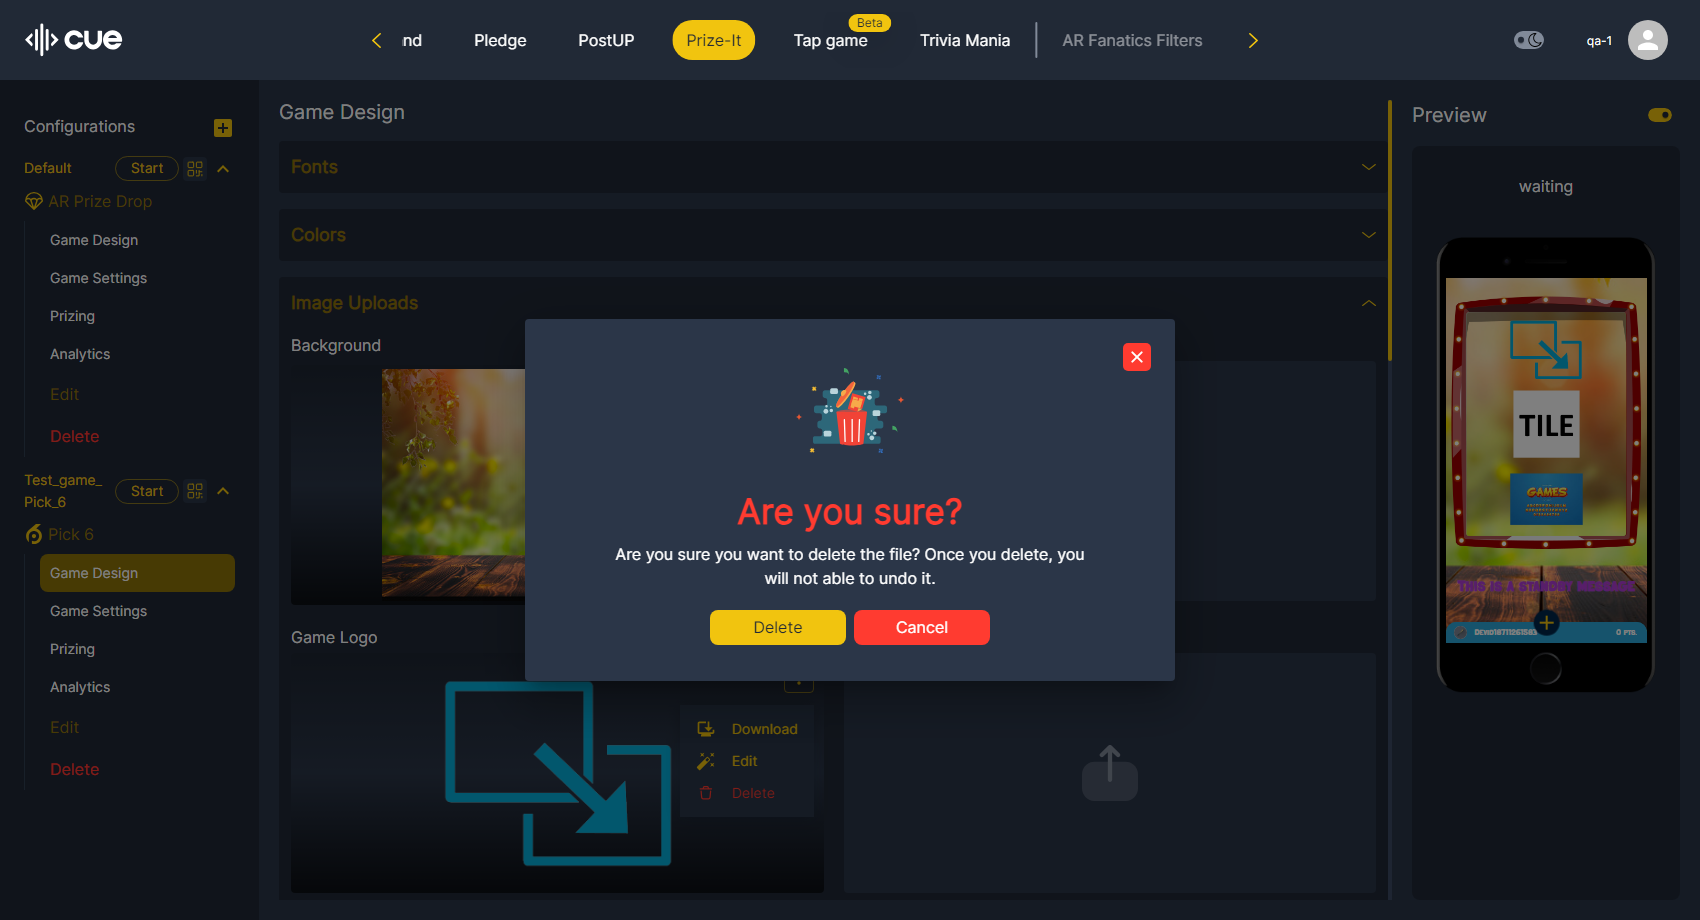 cue
nd
Pledge
PostUP
Prize-It
Beta
Tap game
Trivia Mania
AR Fanatics Filters
qa-1
Configurations
Default
Start
AR Prize Drop
Game Design
Game Settings
Prizing
Analytics
Edit
Delete
Test_game_
Pick_6
Start
Pick 6
Game Design
Game Settings
Prizing
Analytics
Edit
Delete
Game Design
Fonts
Colors
Image Uploads
Background
Game Logo
Download
Edit
Delete
Are you sure?
Are you sure you want to delete the file? Once you delete, you
will not able to undo it.
Delete
Cancel
Preview
waiting
TILE
GAMES
This is a standby message
0 pts.